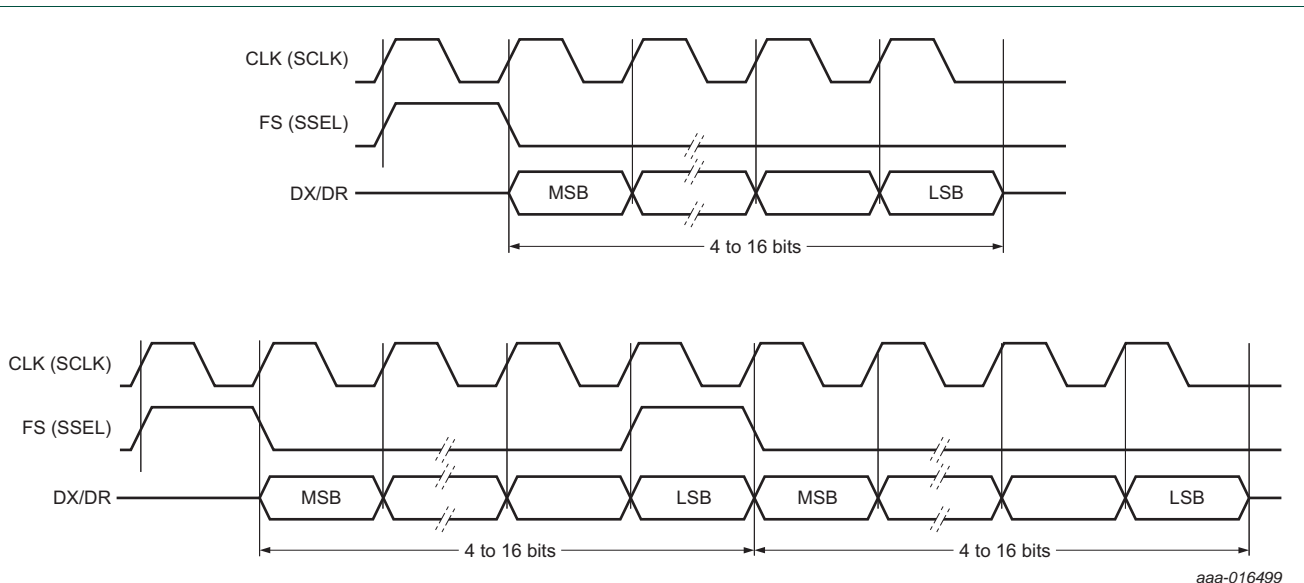 CLK (SCLK)
FS (SSEL)
DX/DR
MSB
LSB
4 to 16 bits
CLK (SCLK)
FS (SSEL)
DX/DR
MSB
LSB
MSB
LSB
4 to 16 bits
4 to 16 bits
aaa-016499